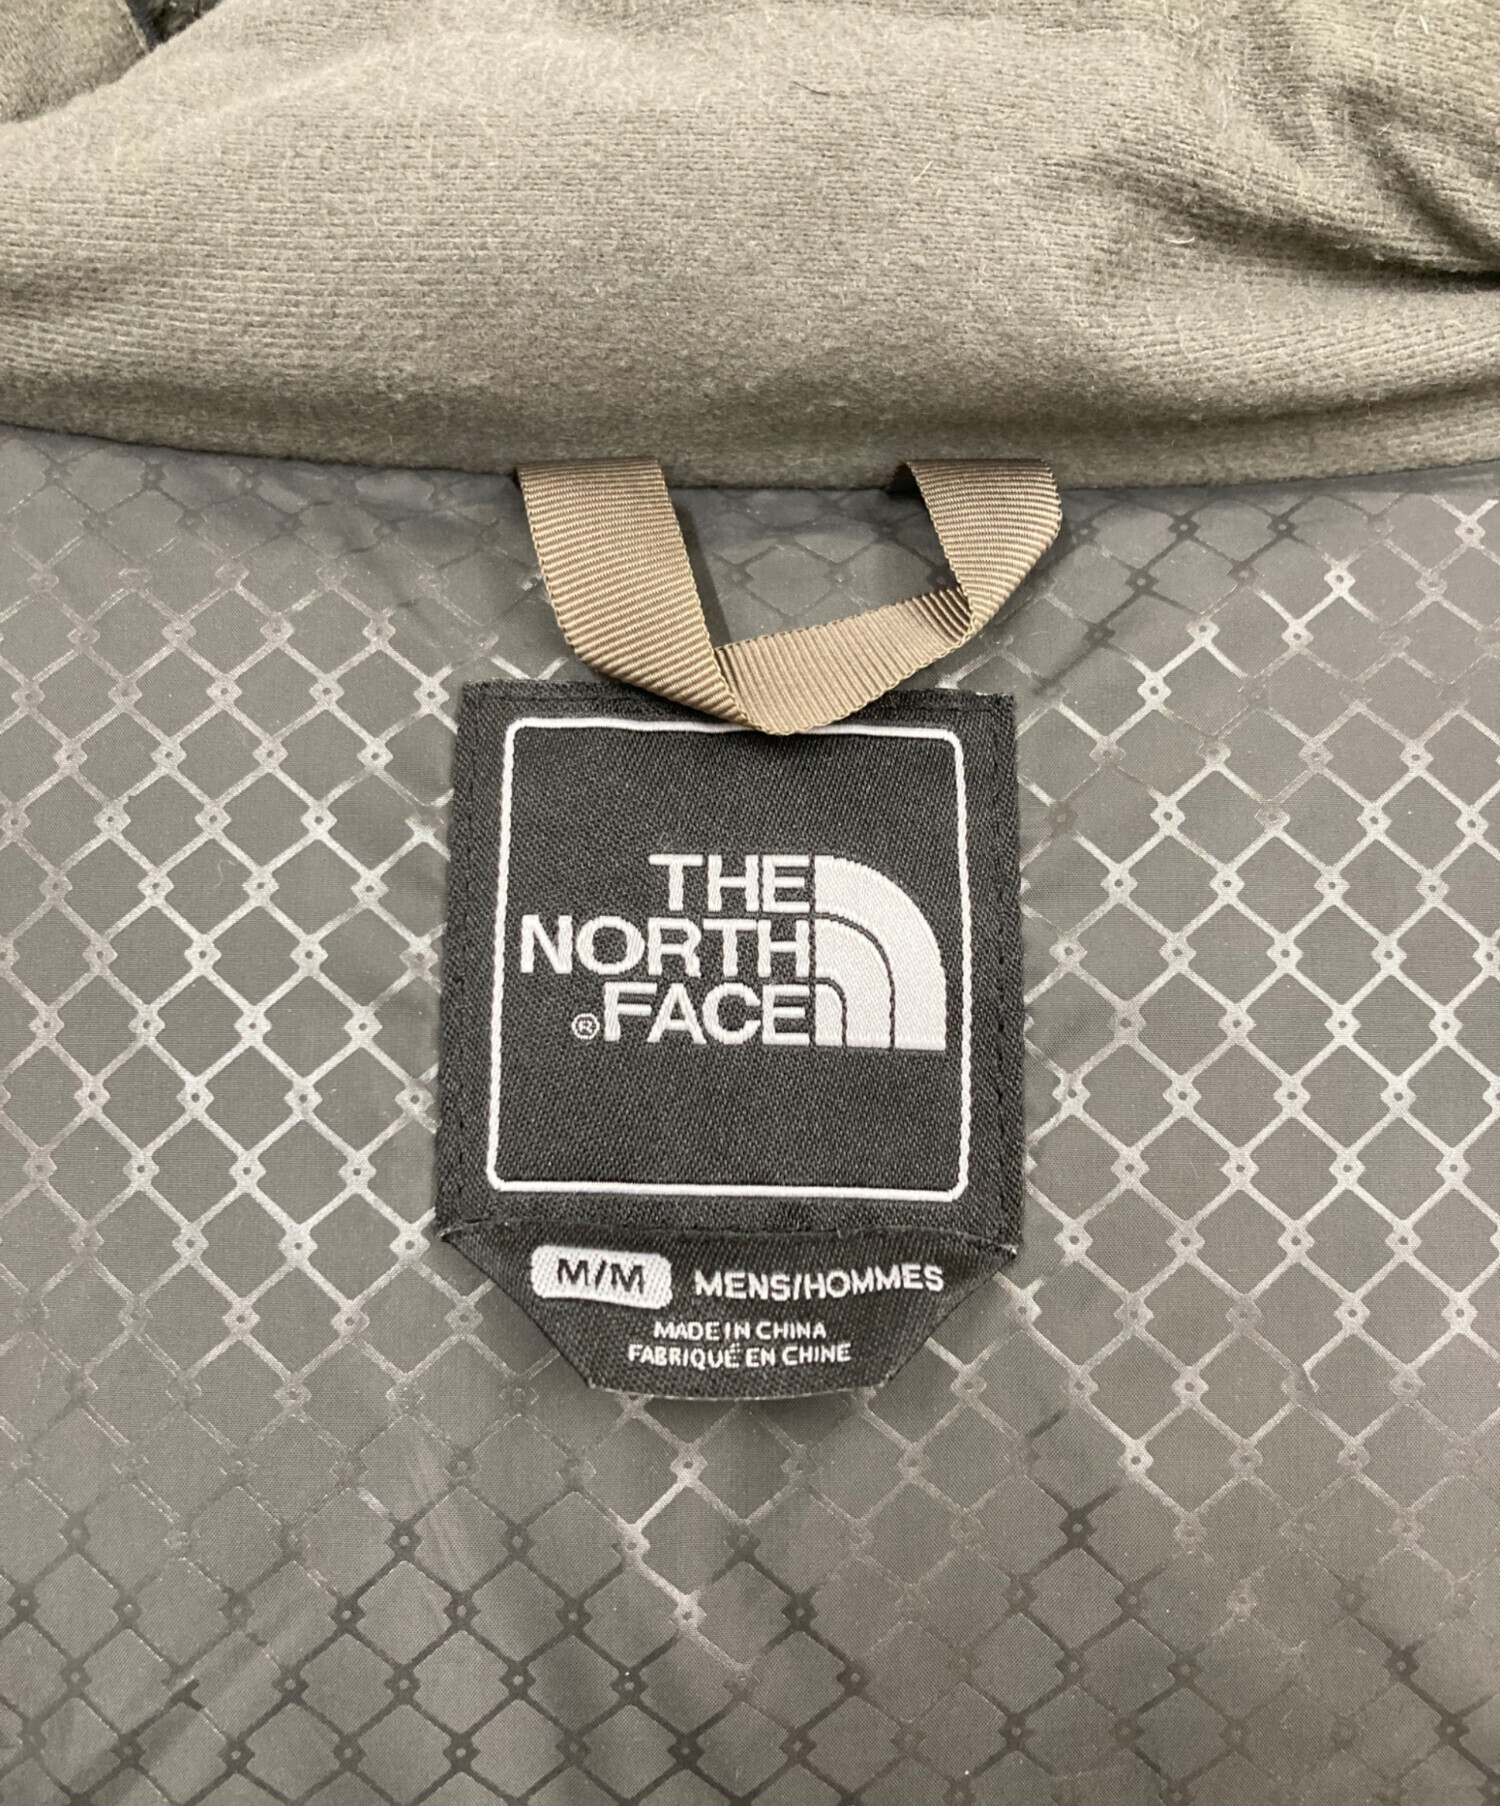 THE
NORTH
®FACE
M/M MENS/HOMMES
MADE IN CHINA
FABRIQUÉ EN CHINE